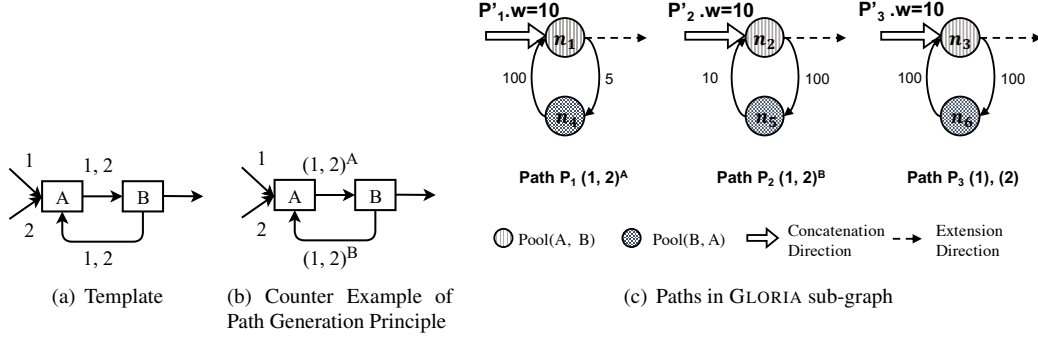 P'1.w=10
P'2.w=10
P'3.w=10
n1
n2
n3
100
5
10
100
100
100
n4
n5
n6
Path P1 (1, 2)^A
Path P2 (1, 2)^B
Path P3 (1), (2)
1
1, 2
A
B
2
1, 2
1
(1, 2)^A
A
B
2
(1, 2)^B
Pool(A, B)
Pool(B, A)
Concatenation
Direction
Extension
Direction
(a) Template
(b) Counter Example of
Path Generation Principle
(c) Paths in GLORIA sub-graph